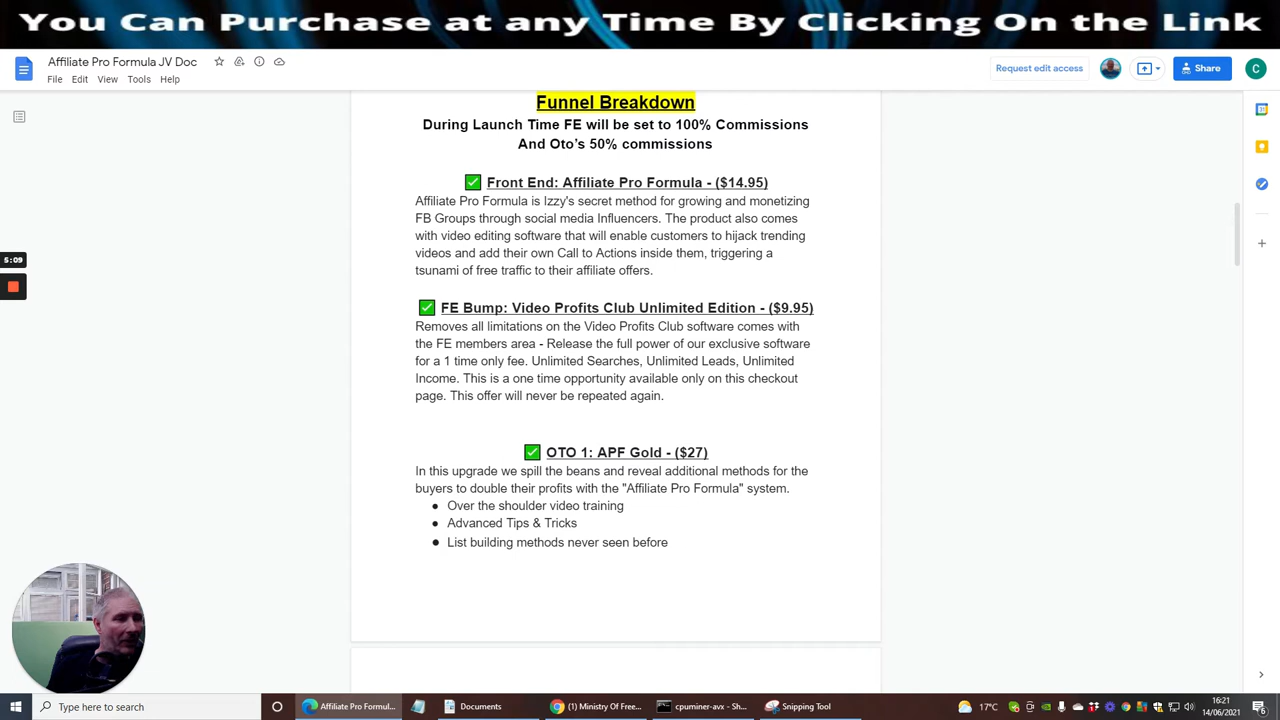 You Can Purchase at any Time By Clicking On the Link
Affiliate Pro Formula JV Doc
File Edit View Tools Help
Request edit access
Share
C
Funnel Breakdown
During Launch Time FE will be set to 100% Commissions
And Oto's 50% commissions
Front End: Affiliate Pro Formula - ($14.95)
Affiliate Pro Formula is Izzy's secret method for growing and monetizing
FB Groups through social media Influencers. The product also comes
with video editing software that will enable customers to hijack trending
videos and add their own Call to Actions inside them, triggering a
tsunami of free traffic to their affiliate offers.
5:09
FE Bump: Video Profits Club Unlimited Edition - ($9.95)
Removes all limitations on the Video Profits Club software comes with
the FE members area - Release the full power of our exclusive software
for a 1 time only fee. Unlimited Searches, Unlimited Leads, Unlimited
Income. This is a one time opportunity available only on this checkout
page. This offer will never be repeated again.
OTO 1: APF Gold - ($27)
In this upgrade we spill the beans and reveal additional methods for the
buyers to double their profits with the "Affiliate Pro Formula" system.
● Over the shoulder video training
● Advanced Tips & Tricks
● List building methods never seen before
Type here to search
Affiliate Pro Formul...
Documents
(1) Ministry Of Free...
cpuminer-avx - Sh...
Snipping Tool
17°C
16:21
14/06/2021